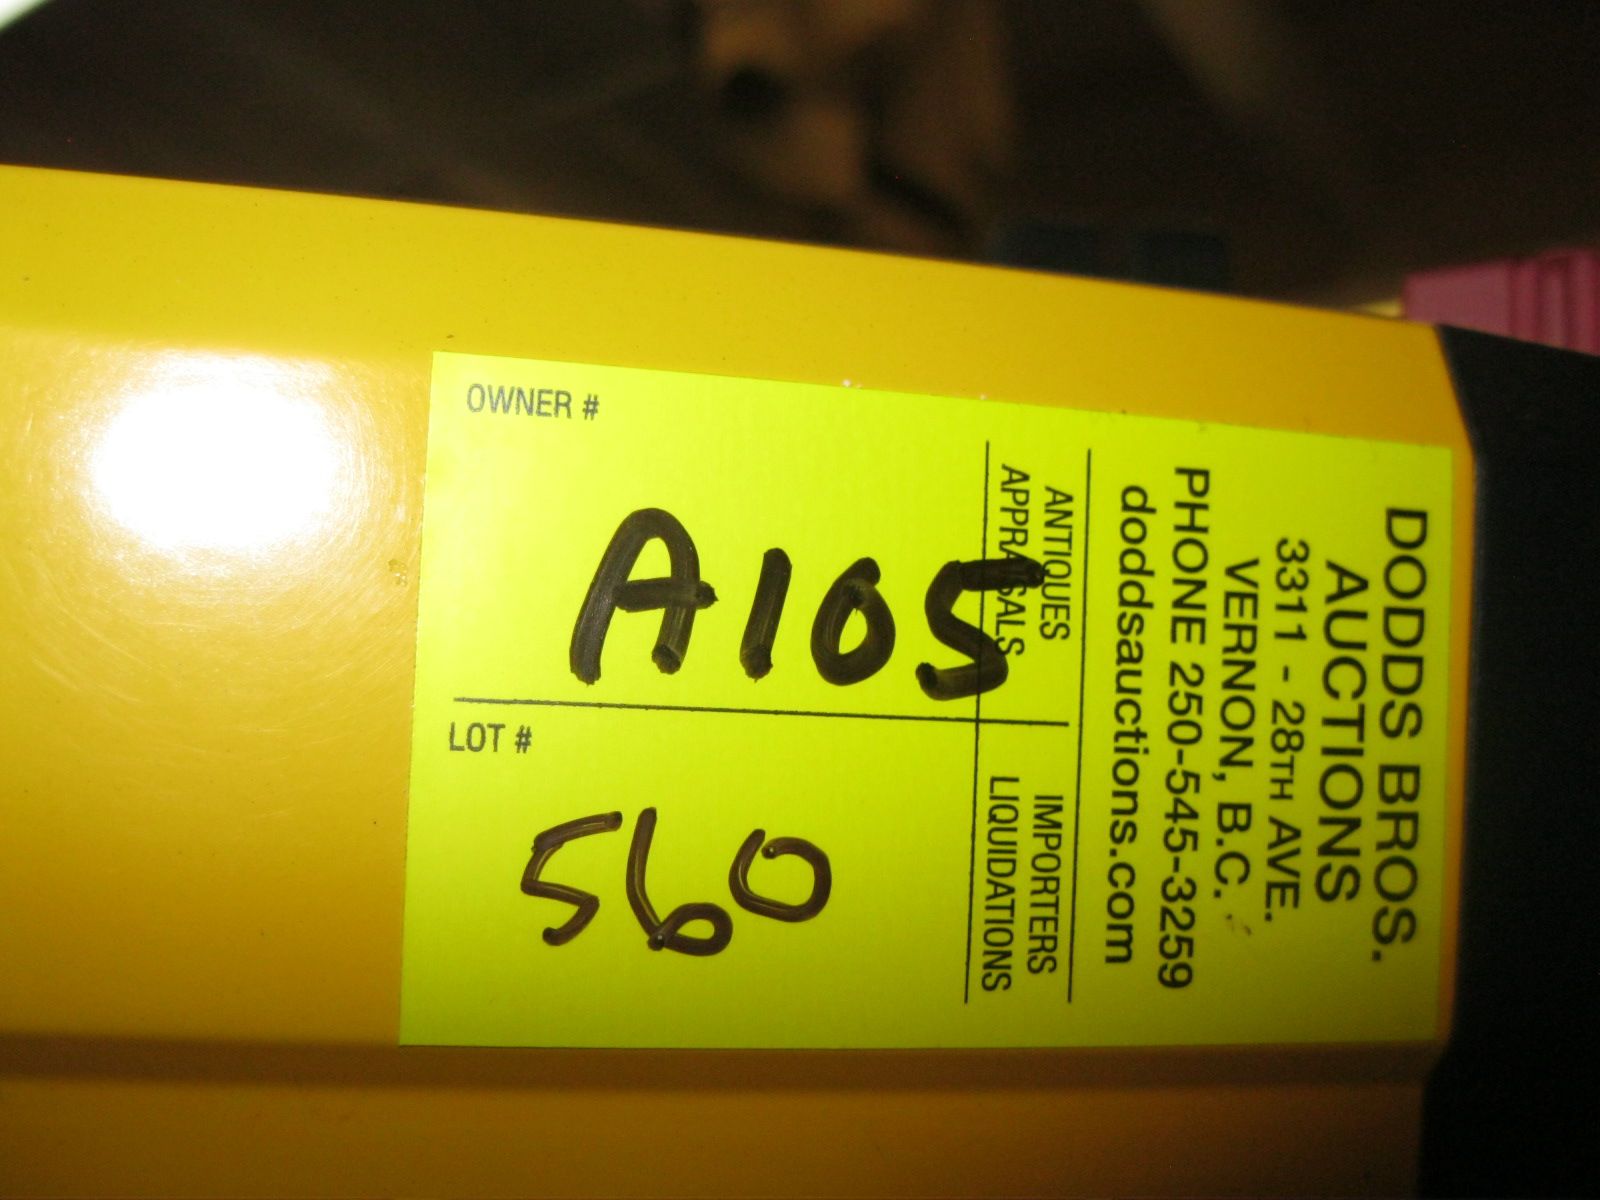 DODDS BROS.
AUCTIONS
3311 - 28TH AVE.
VERNON, B.C.
PHONE 250-545-3259
doddsauctions.com
ANTIQUES
APPRAISALS
IMPORTERS
LIQUIDATIONS
OWNER #
A105
LOT #
560